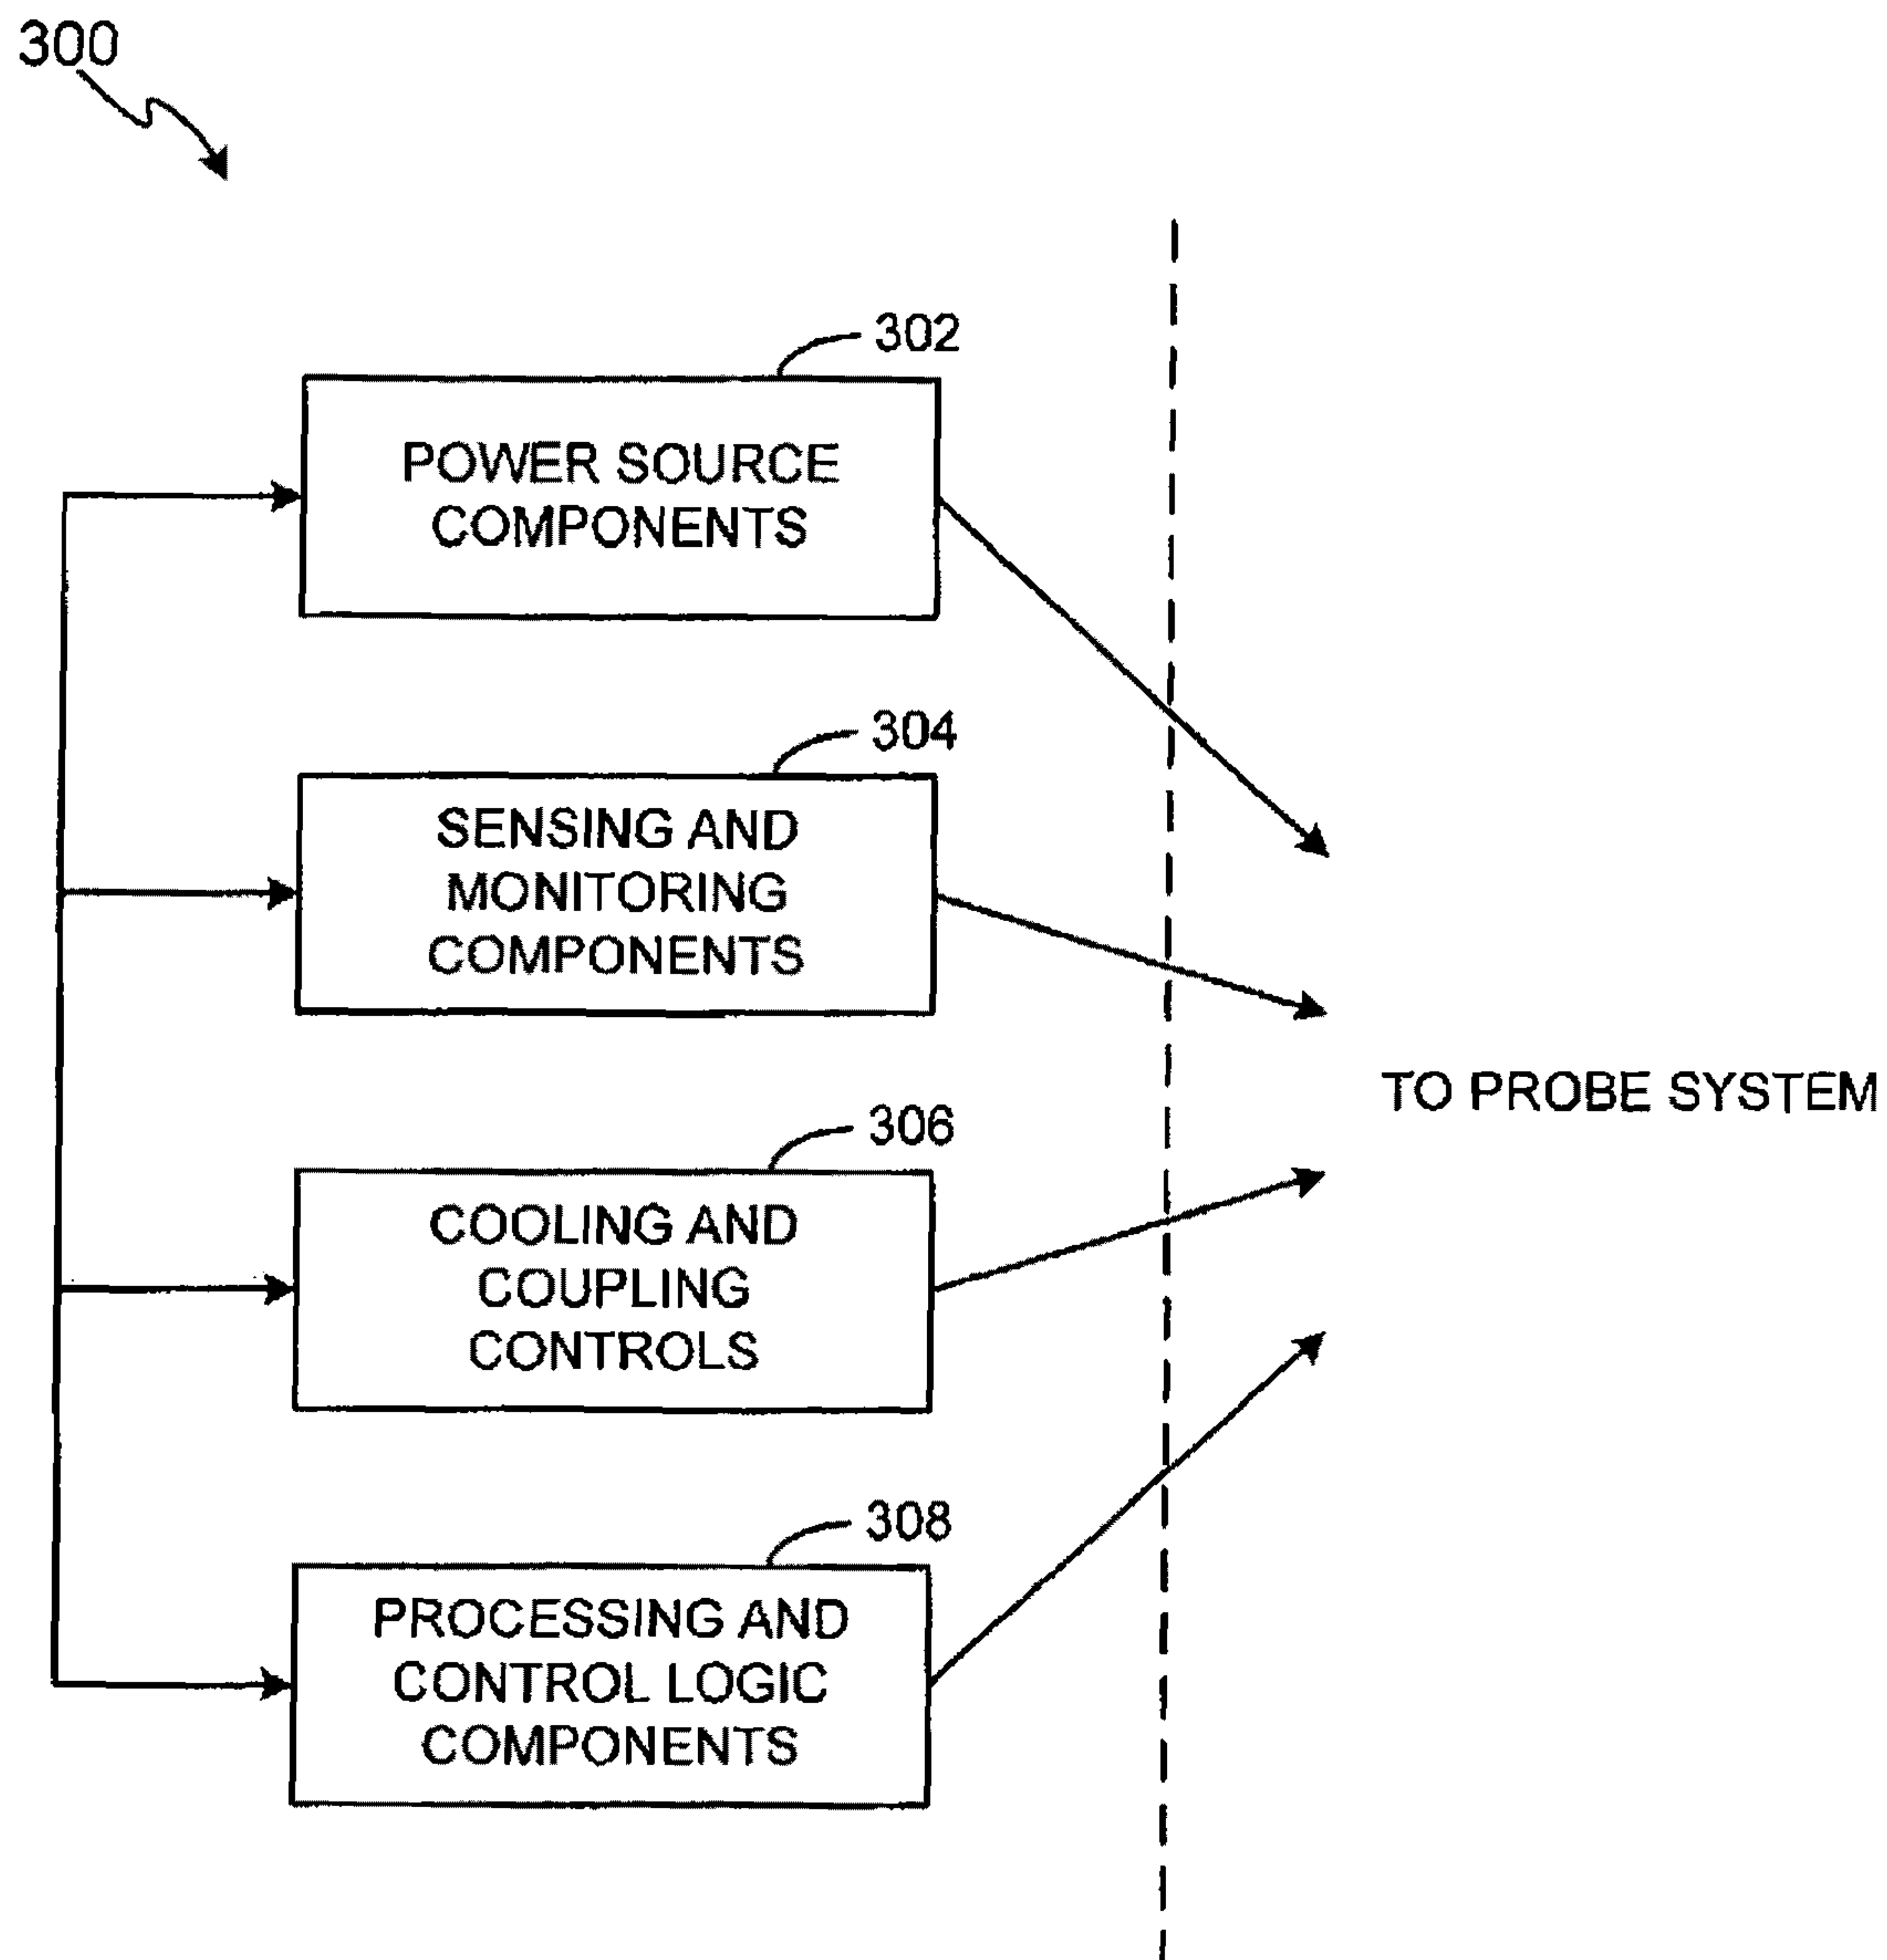 300
302
POWER SOURCE
COMPONENTS
304
SENSING AND
MONITORING
COMPONENTS
TO PROBE SYSTEM
306
COOLING AND
COUPLING
CONTROLS
308
PROCESSING AND
CONTROL LOGIC
COMPONENTS